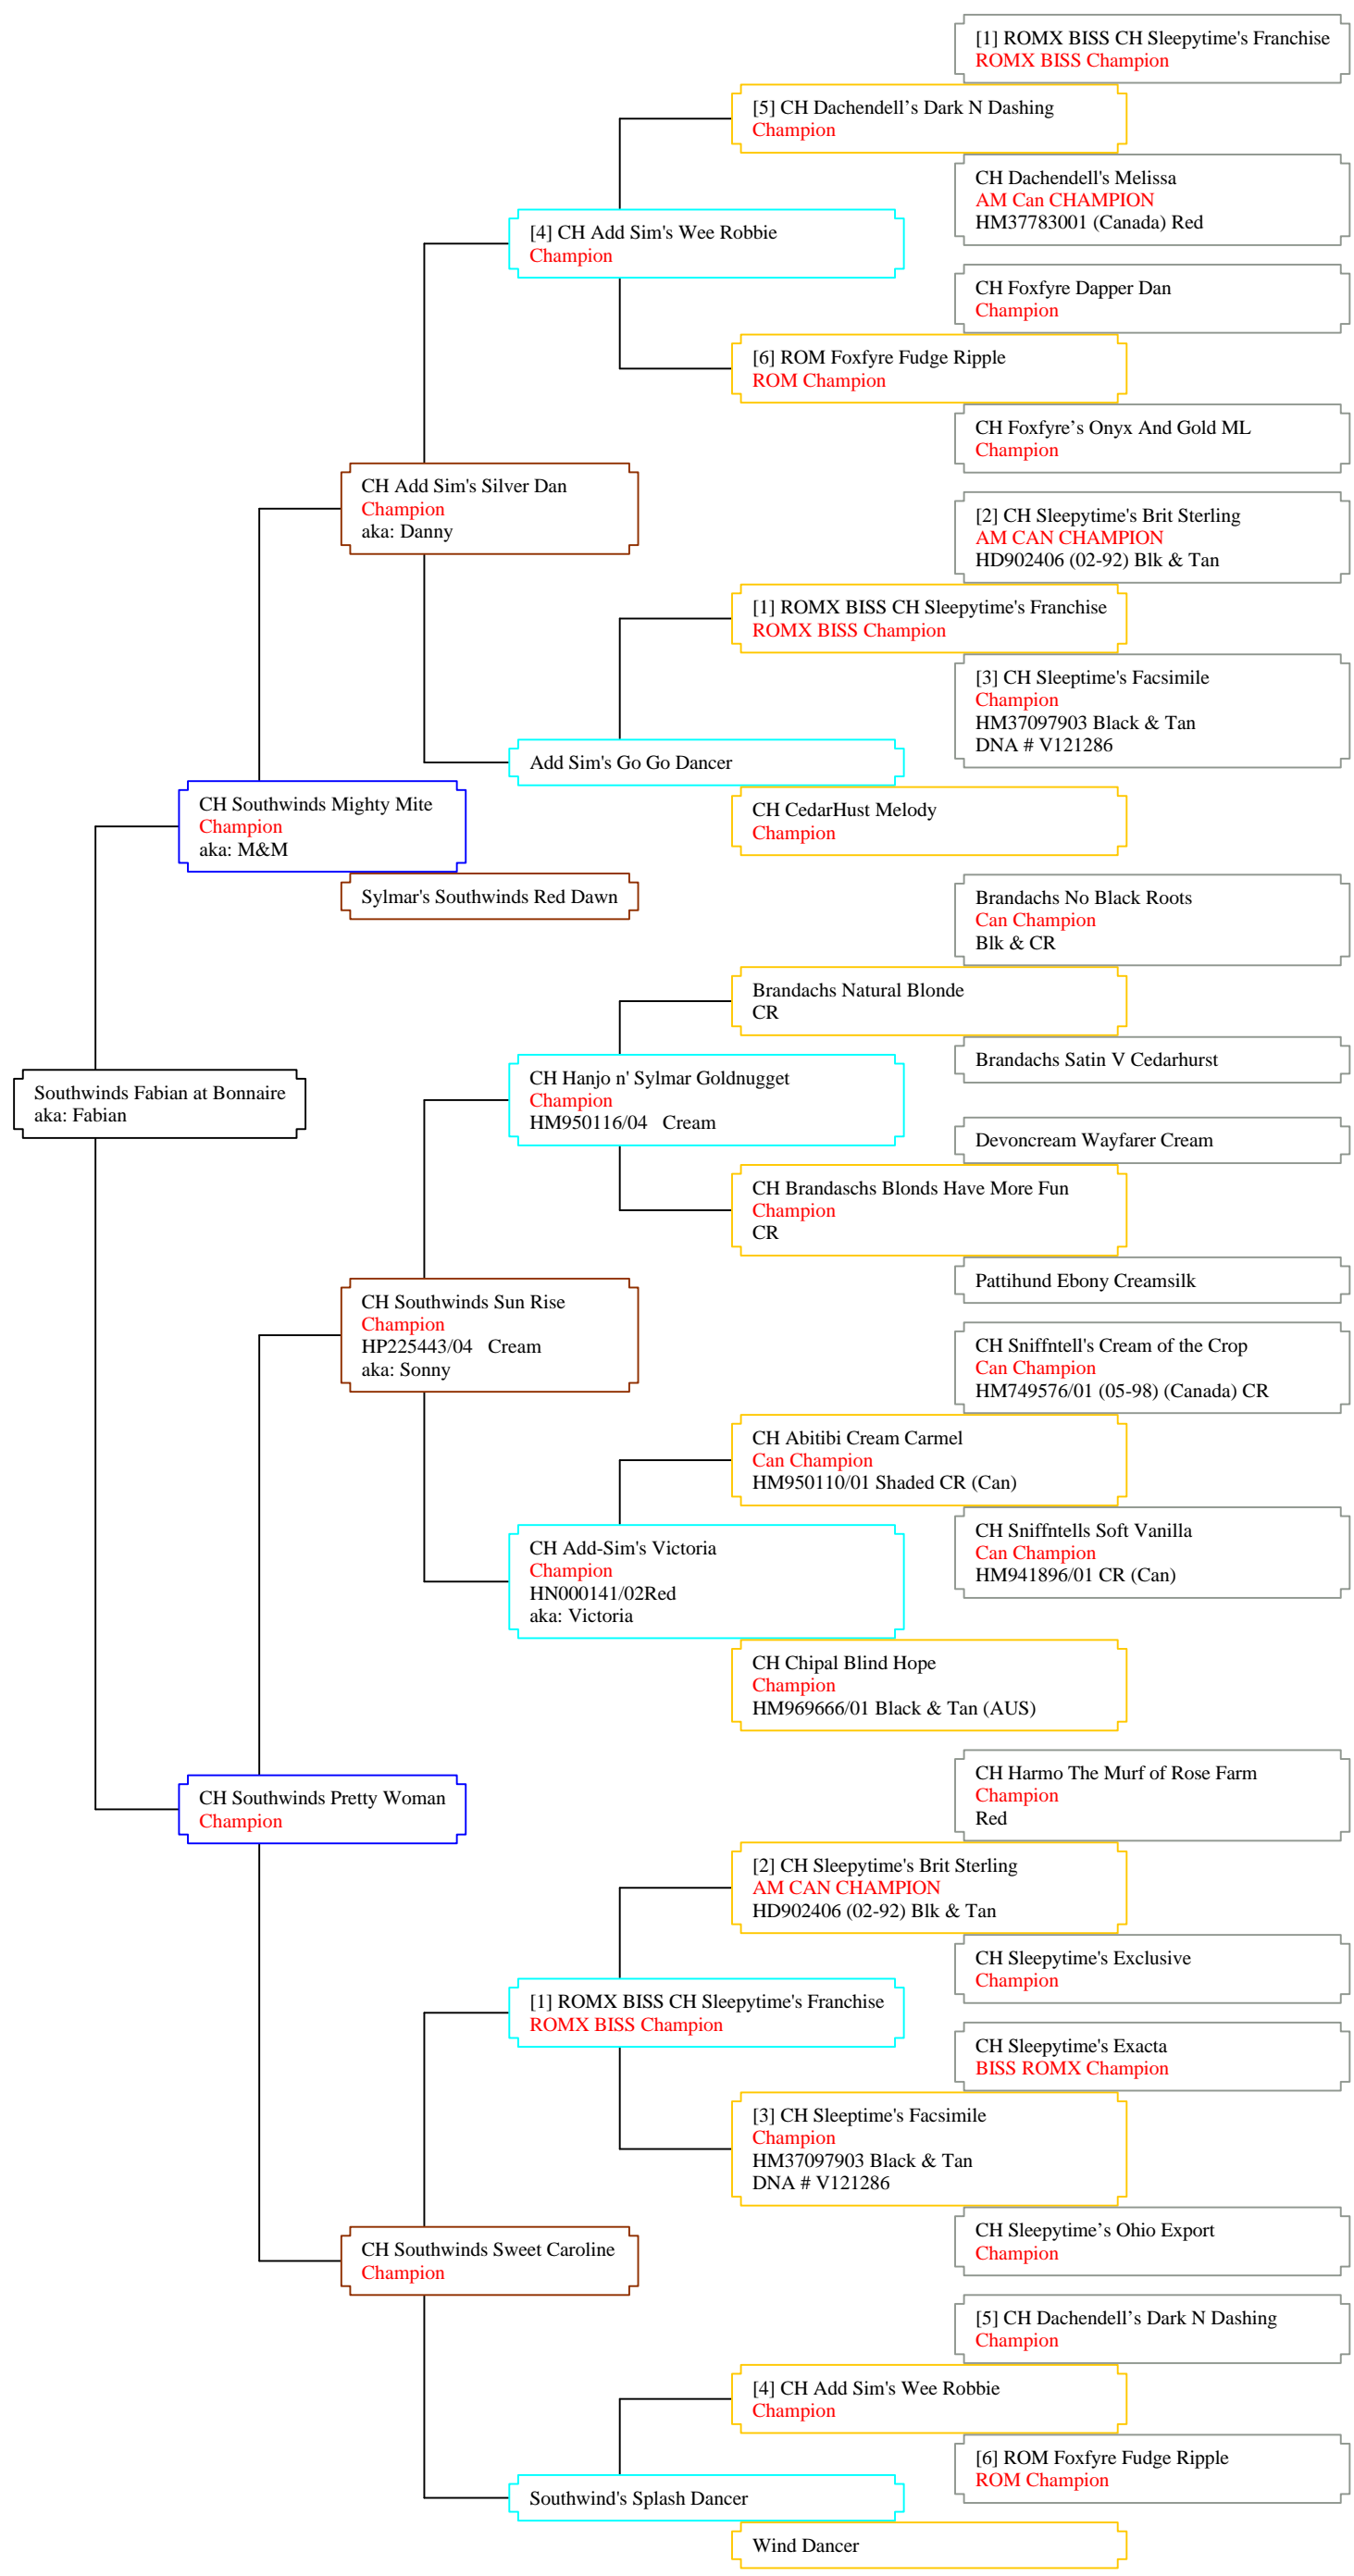 [1] ROMX BISS CH Sleepytime's Franchise
ROMX BISS Champion
[5] CH Dachendell’s Dark N Dashing
Champion
CH Dachendell's Melissa
AM Can CHAMPION
HM37783001 (Canada) Red
[4] CH Add Sim's Wee Robbie
Champion
CH Foxfyre Dapper Dan
Champion
[6] ROM Foxfyre Fudge Ripple
ROM Champion
CH Foxfyre’s Onyx And Gold ML
Champion
CH Add Sim's Silver Dan
Champion
aka: Danny
[2] CH Sleepytime's Brit Sterling
AM CAN CHAMPION
HD902406 (02-92) Blk & Tan
[1] ROMX BISS CH Sleepytime's Franchise
ROMX BISS Champion
[3] CH Sleeptime's Facsimile
Champion
HM37097903 Black & Tan
DNA # V121286
Add Sim's Go Go Dancer
CH CedarHust Melody
Champion
CH Southwinds Mighty Mite
Champion
aka: M&M
Sylmar's Southwinds Red Dawn
Brandachs No Black Roots
Can Champion
Blk & CR
Brandachs Natural Blonde
CR
Brandachs Satin V Cedarhurst
CH Hanjo n' Sylmar Goldnugget
Champion
HM950116/04 Cream
Southwinds Fabian at Bonnaire
aka: Fabian
Devoncream Wayfarer Cream
CH Brandaschs Blonds Have More Fun
Champion
CR
Pattihund Ebony Creamsilk
CH Southwinds Sun Rise
Champion
HP225443/04 Cream
aka: Sonny
CH Sniffntell's Cream of the Crop
Can Champion
HM749576/01 (05-98) (Canada) CR
CH Abitibi Cream Carmel
Can Champion
HM950110/01 Shaded CR (Can)
CH Sniffntells Soft Vanilla
Can Champion
HM941896/01 CR (Can)
CH Add-Sim's Victoria
Champion
HN000141/02Red
aka: Victoria
CH Chipal Blind Hope
Champion
HM969666/01 Black & Tan (AUS)
CH Southwinds Pretty Woman
Champion
CH Harmo The Murf of Rose Farm
Champion
Red
[2] CH Sleepytime's Brit Sterling
AM CAN CHAMPION
HD902406 (02-92) Blk & Tan
CH Sleepytime's Exclusive
Champion
[1] ROMX BISS CH Sleepytime's Franchise
ROMX BISS Champion
CH Sleepytime's Exacta
BISS ROMX Champion
[3] CH Sleeptime's Facsimile
Champion
HM37097903 Black & Tan
DNA # V121286
CH Sleepytime’s Ohio Export
Champion
CH Southwinds Sweet Caroline
Champion
[5] CH Dachendell’s Dark N Dashing
Champion
[4] CH Add Sim's Wee Robbie
Champion
[6] ROM Foxfyre Fudge Ripple
ROM Champion
Southwind's Splash Dancer
Wind Dancer